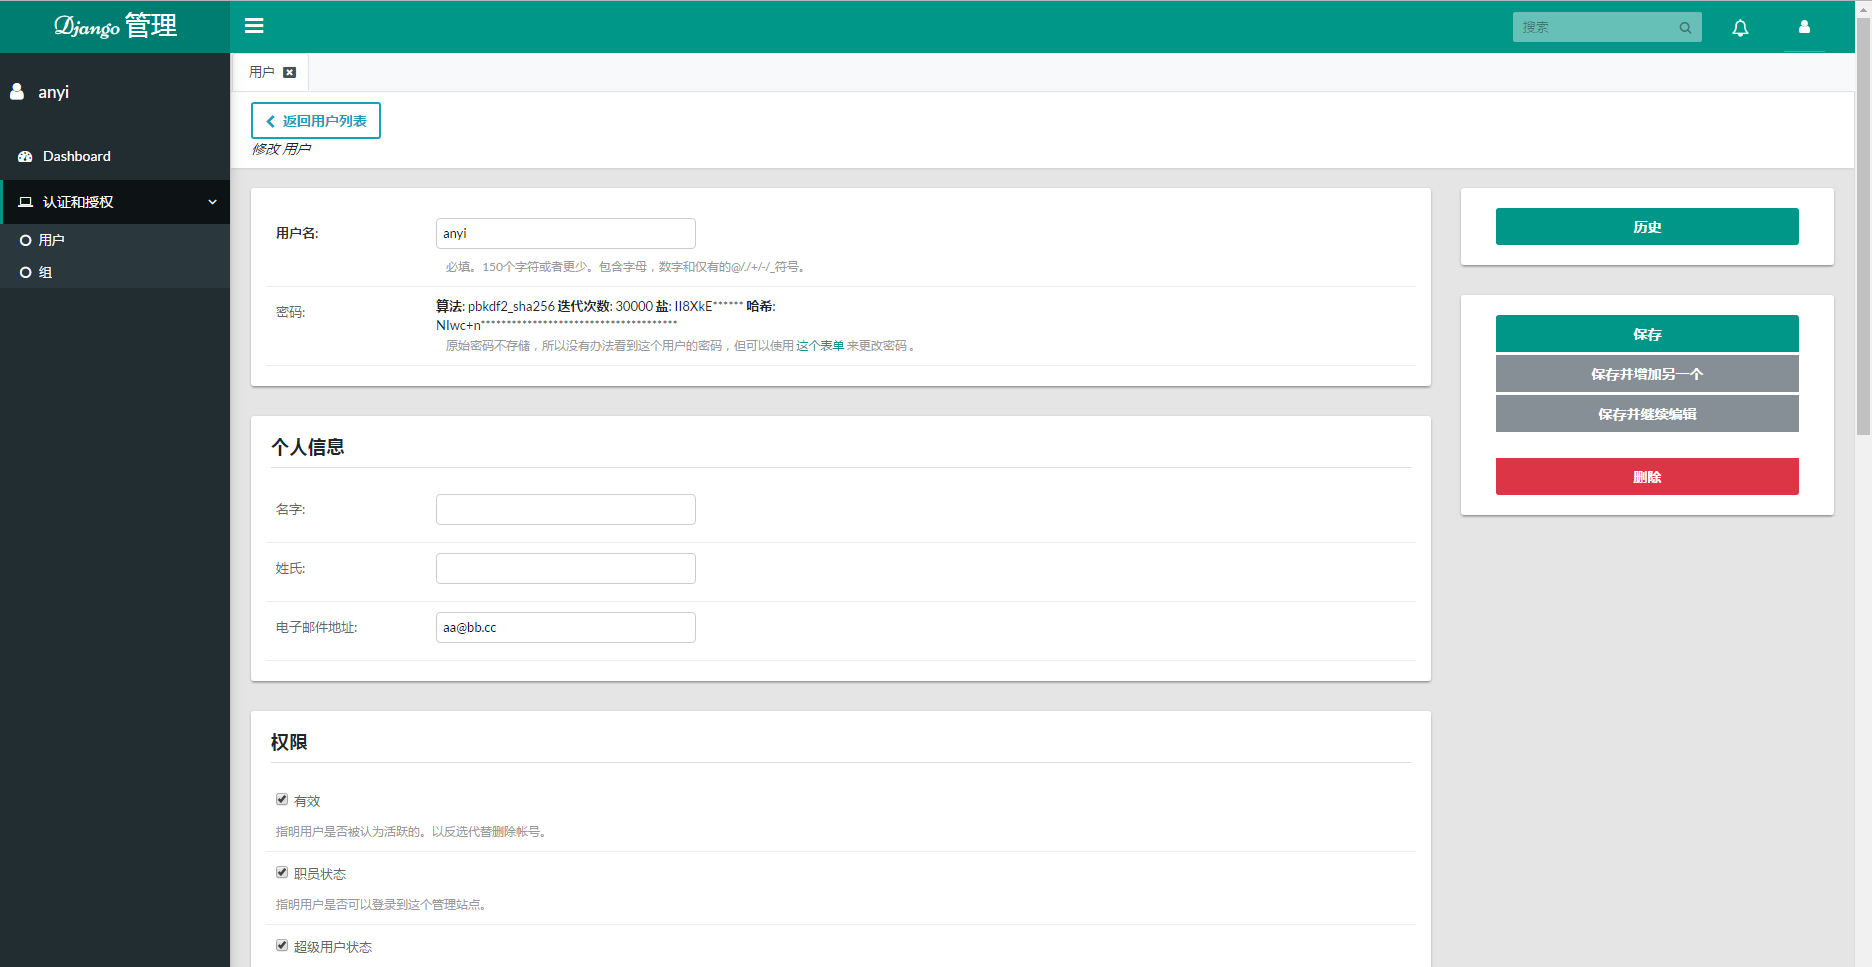 Django 管理
搜索
anyi
Dashboard
认证和授权
用户
组
用户
返回用户列表
修改 用户
用户名:
anyi
必填。150个字符或者更少。包含字母，数字和仅有的@/./+/-/_符号。
密码:
算法: pbkdf2_sha256 迭代次数: 30000 盐: II8XkE****** 哈希:
NIwc+n**************************************
原始密码不存储，所以没有办法看到这个用户的密码，但可以使用 这个表单 来更改密码 。
个人信息
名字:
姓氏:
电子邮件地址:
aa@bb.cc
权限
有效
指明用户是否被认为活跃的。以反选代替删除帐号。
职员状态
指明用户是否可以登录到这个管理站点。
超级用户状态
历史
保存
保存并增加另一个
保存并继续编辑
删除